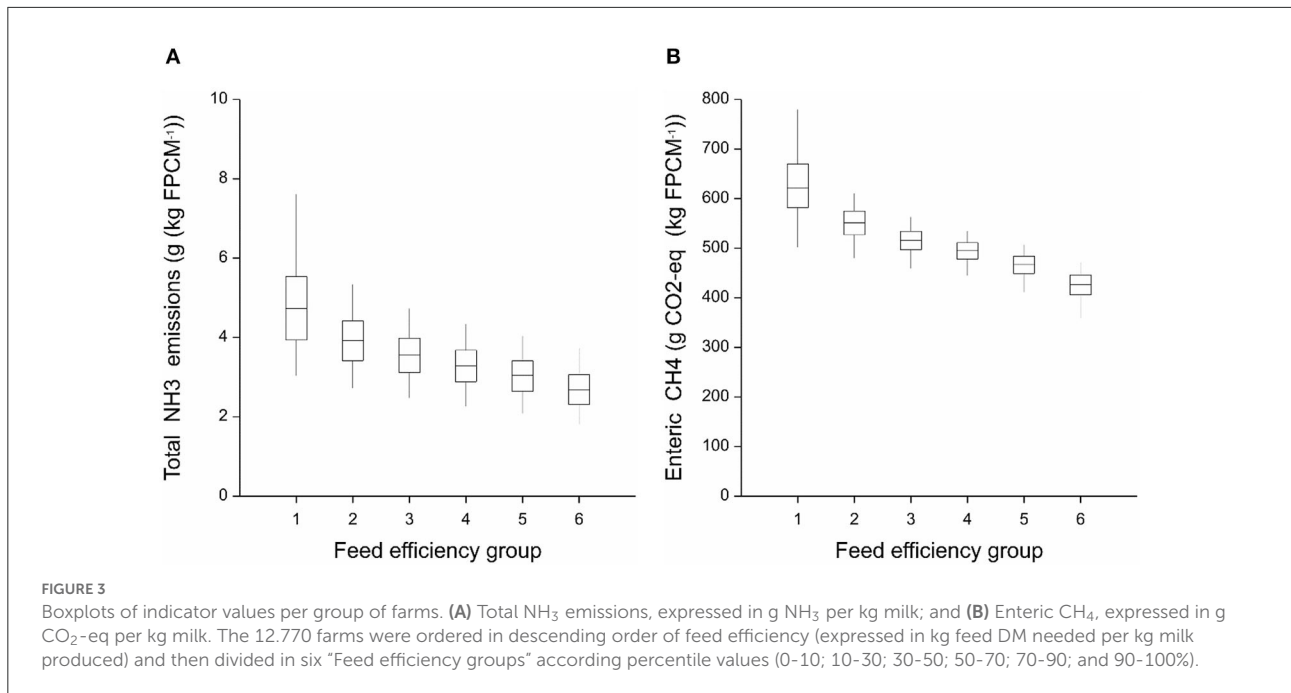 A
10
8
6
4
2
0
Total NH3 emissions (g (kg FPCM⁻¹))
1 2 3 4 5 6
Feed efficiency group
B
800
700
600
500
400
300
200
100
0
Enteric CH4 (g CO2-eq (kg FPCM⁻¹))
1 2 3 4 5 6
Feed efficiency group
FIGURE 3
Boxplots of indicator values per group of farms. (A) Total NH₃ emissions, expressed in g NH₃ per kg milk; and (B) Enteric CH₄, expressed in g
CO₂-eq per kg milk. The 12.770 farms were ordered in descending order of feed efficiency (expressed in kg feed DM needed per kg milk
produced) and then divided in six “Feed efficiency groups” according percentile values (0-10; 10-30; 30-50; 50-70; 70-90; and 90-100%).